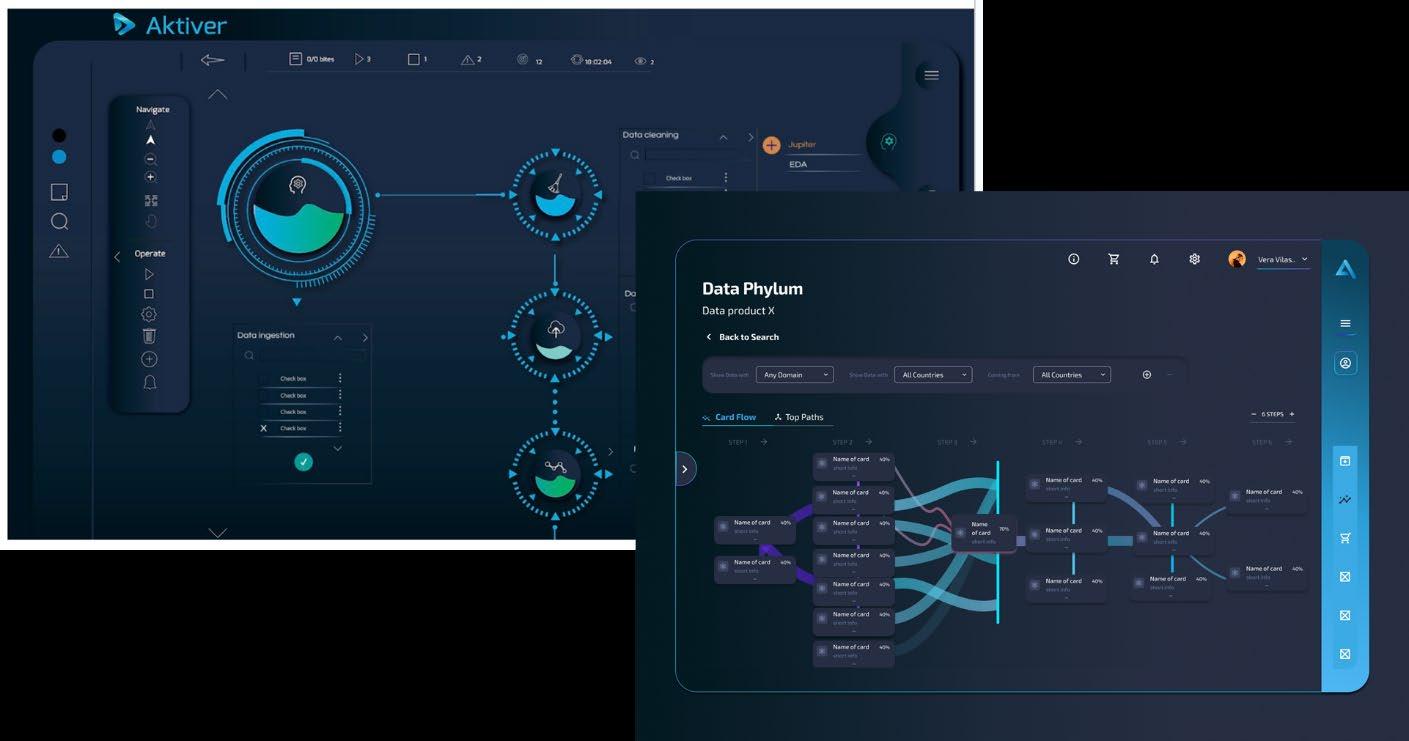 Aktiver
0/0 bites
3
1
2
12
18:02:04
2
Navigate
Operate
Data ingestion
Check box
Check box
Check box
Check box
Data cleaning
Check box
Jupiter
EDA
Da
Data Phylum
Data product X
Back to Search
Vera Vilas..
Show Data with
Any Domain
Show Data with
All Countries
Coming from
All Countries
Card Flow
Top Paths
6 STEPS
STEP 1
STEP 2
STEP 3
STEP 4
STEP 5
STEP 6
Name of card 40%
short info
Name of card 40%
short info
Name of card 40%
short info
Name of card 40%
short info
Name of card 40%
short info
Name of card 40%
short info
Name of card 40%
short info
Name of card 40%
short info
Name of card 40%
short info
Name
of card 70%
short info
Name of card 40%
short info
Name of card 40%
short info
Name of card 40%
short info
Name of card 40%
short info
Name of card 40%
short info
Name of card 40%
short info
Name of card 40%
short info
Name of card 40%
short info